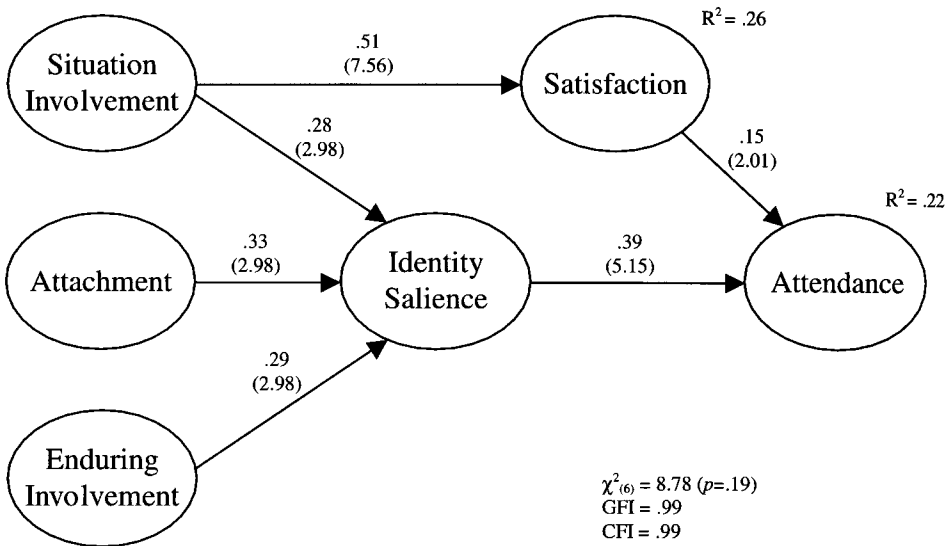 R² = .26
.51
(7.56)
Situation
Involvement
Satisfaction
.28
(2.98)
.15
(2.01)
R² = .22
.33
(2.98)
Attachment
Identity
Salience
.39
(5.15)
Attendance
.29
(2.98)
Enduring
Involvement
χ²₍₆₎ = 8.78 (p=.19)
GFI = .99
CFI = .99